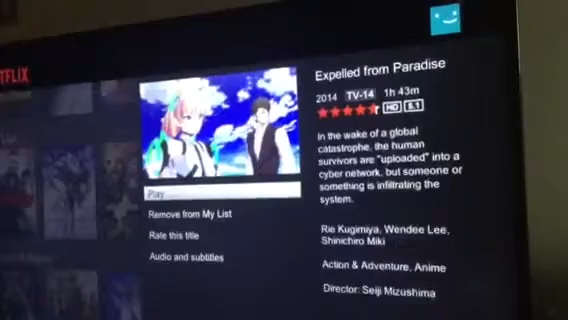 TFLIX
Expelled from Paradise
2014 TV-14 1h 43m
HD 5.1
In the wake of a global
catastrophe, the human
survivors are "uploaded" into a
cyber network, but someone or
something is infiltrating the
system.
Play
Remove from My List
Rate this title
Audio and subtitles
Rie Kugimiya, Wendee Lee,
Shinichiro Miki
Action & Adventure, Anime
Director: Seiji Mizushima